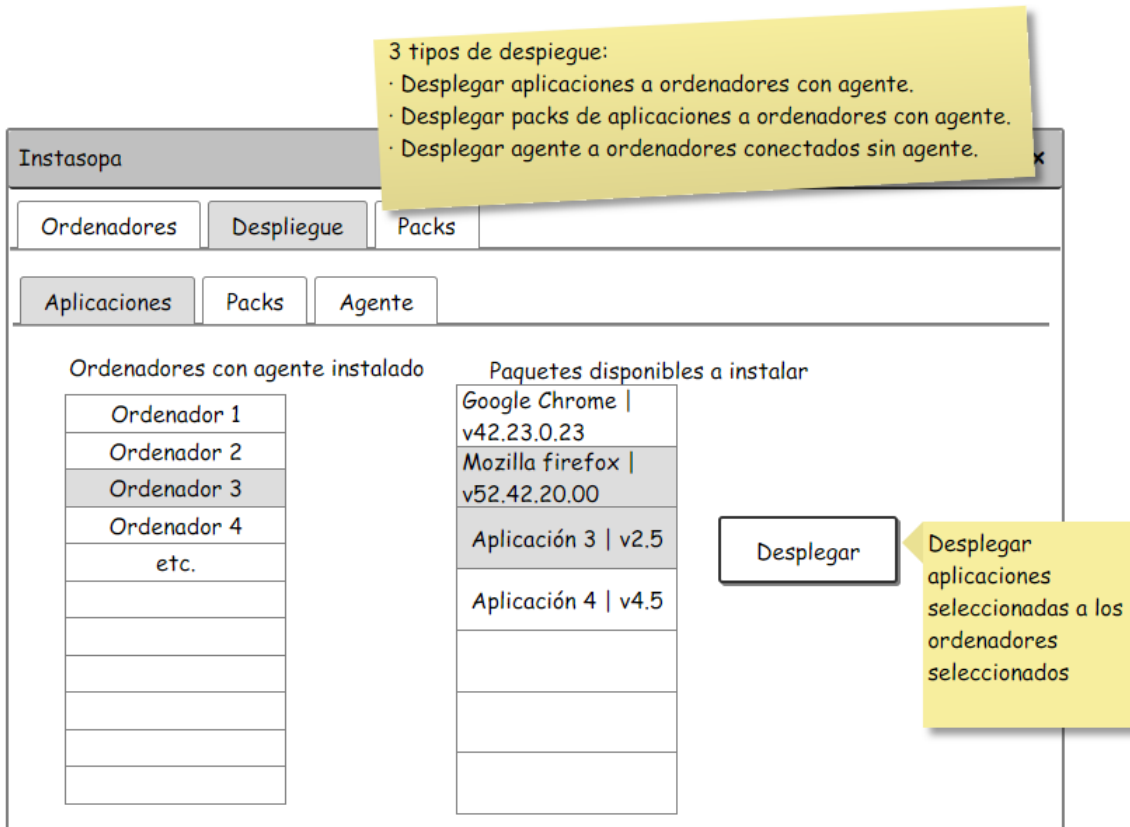 3 tipos de despiegue:
· Desplegar aplicaciones a ordenadores con agente.
· Desplegar packs de aplicaciones a ordenadores con agente.
· Desplegar agente a ordenadores conectados sin agente.
Instasopa
x
Ordenadores
Despliegue
Packs
Aplicaciones
Packs
Agente
Ordenadores con agente instalado
Ordenador 1
Ordenador 2
Ordenador 3
Ordenador 4
etc.
Paquetes disponibles a instalar
Google Chrome |
v42.23.0.23
Mozilla firefox |
v52.42.20.00
Aplicación 3 | v2.5
Aplicación 4 | v4.5
Desplegar
Desplegar
aplicaciones
seleccionadas a los
ordenadores
seleccionados